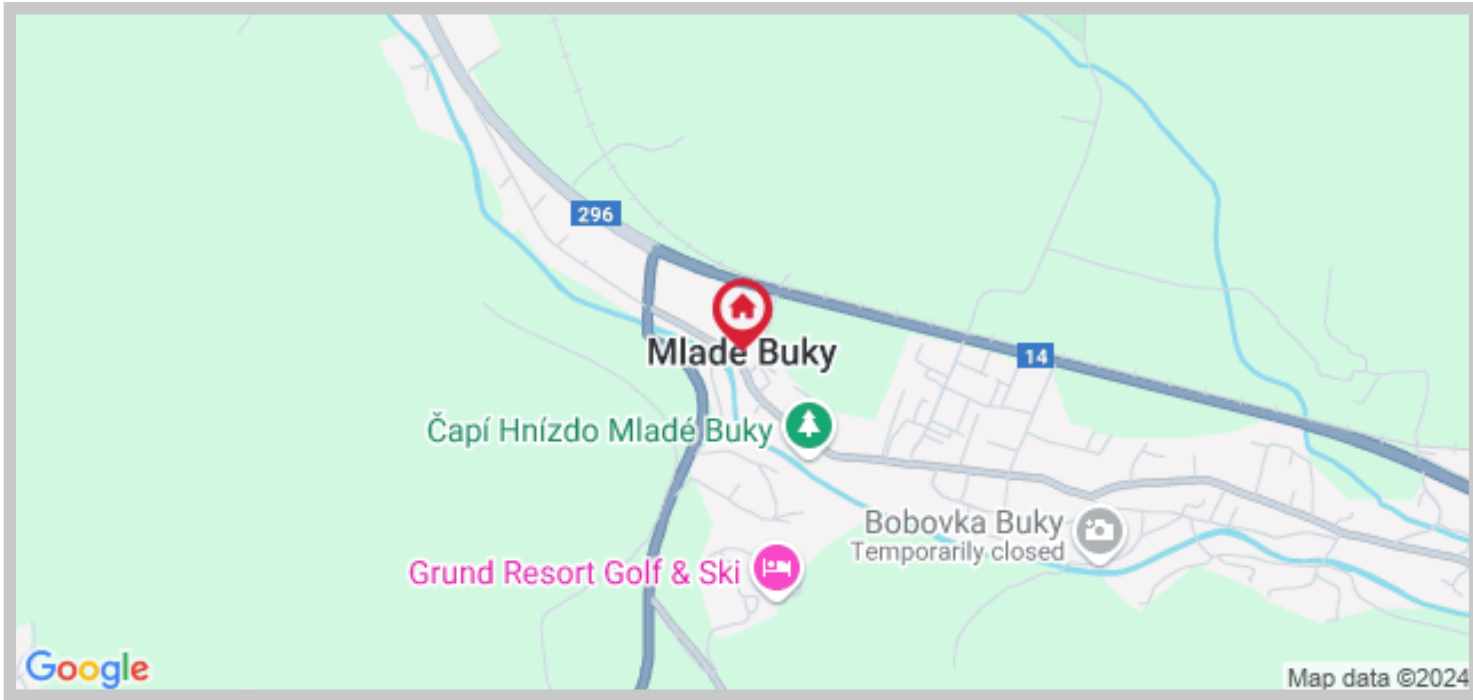 296
Mladé Buky
14
Čapí Hnízdo Mladé Buky
Bobovka Buky
Temporarily closed
Grund Resort Golf & Ski
Google
Map data ©2024